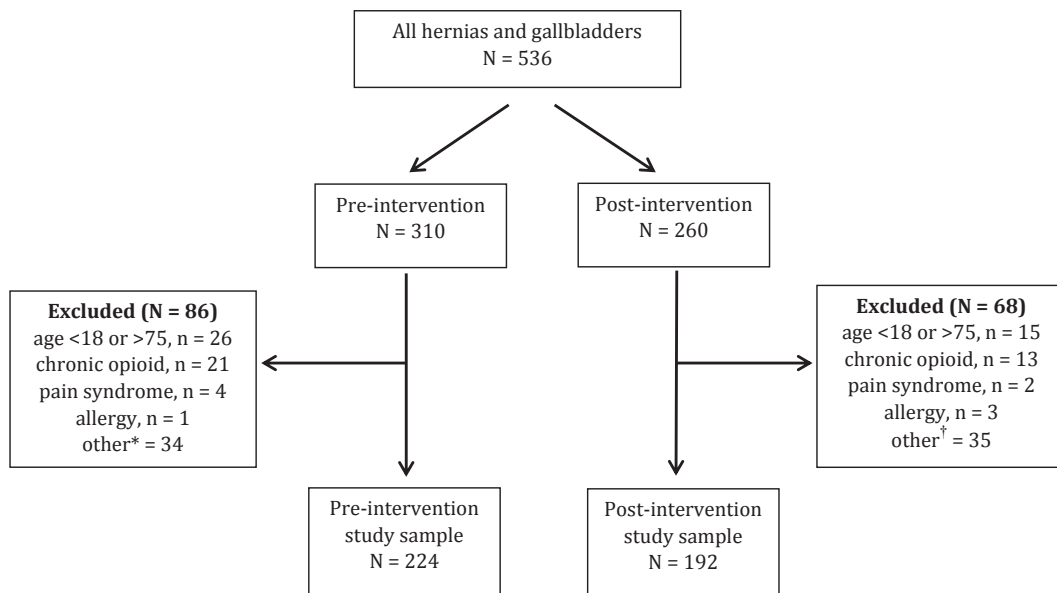 All hernias and gallbladders
N = 536
Pre-intervention
N = 310
Post-intervention
N = 260
Excluded (N = 86)
age <18 or >75, n = 26
chronic opioid, n = 21
pain syndrome, n = 4
allergy, n = 1
other* = 34
Excluded (N = 68)
age <18 or >75, n = 15
chronic opioid, n = 13
pain syndrome, n = 2
allergy, n = 3
other† = 35
Pre-intervention
study sample
N = 224
Post-intervention
study sample
N = 192